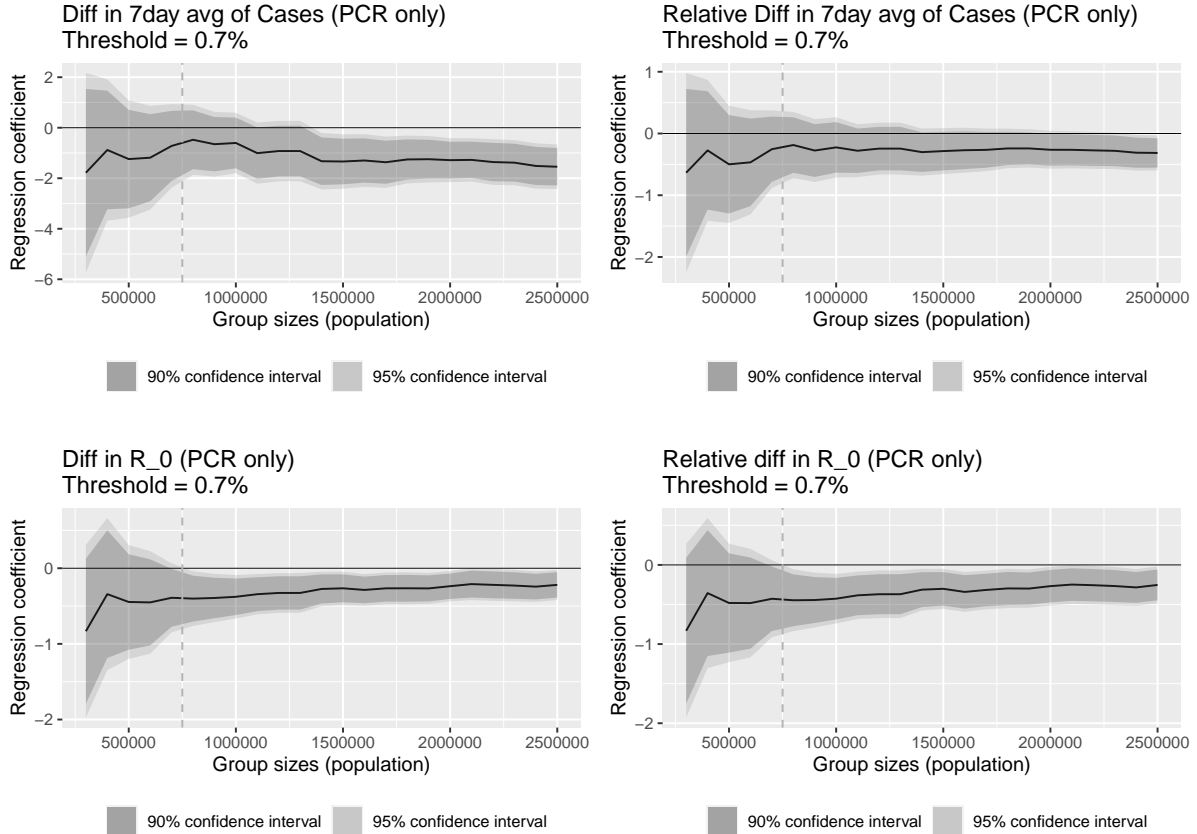 Diff in 7day avg of Cases (PCR only)
Threshold = 0.7%
Regression coefficient
2
0
−2
−4
−6
500000 1000000 1500000 2000000 2500000
Group sizes (population)
90% confidence interval 95% confidence interval
Relative Diff in 7day avg of Cases (PCR only)
Threshold = 0.7%
Regression coefficient
1
0
−1
−2
500000 1000000 1500000 2000000 2500000
Group sizes (population)
90% confidence interval 95% confidence interval
Diff in R_0 (PCR only)
Threshold = 0.7%
Regression coefficient
0
−1
−2
500000 1000000 1500000 2000000 2500000
Group sizes (population)
90% confidence interval 95% confidence interval
Relative diff in R_0 (PCR only)
Threshold = 0.7%
Regression coefficient
0
−1
−2
500000 1000000 1500000 2000000 2500000
Group sizes (population)
90% confidence interval 95% confidence interval